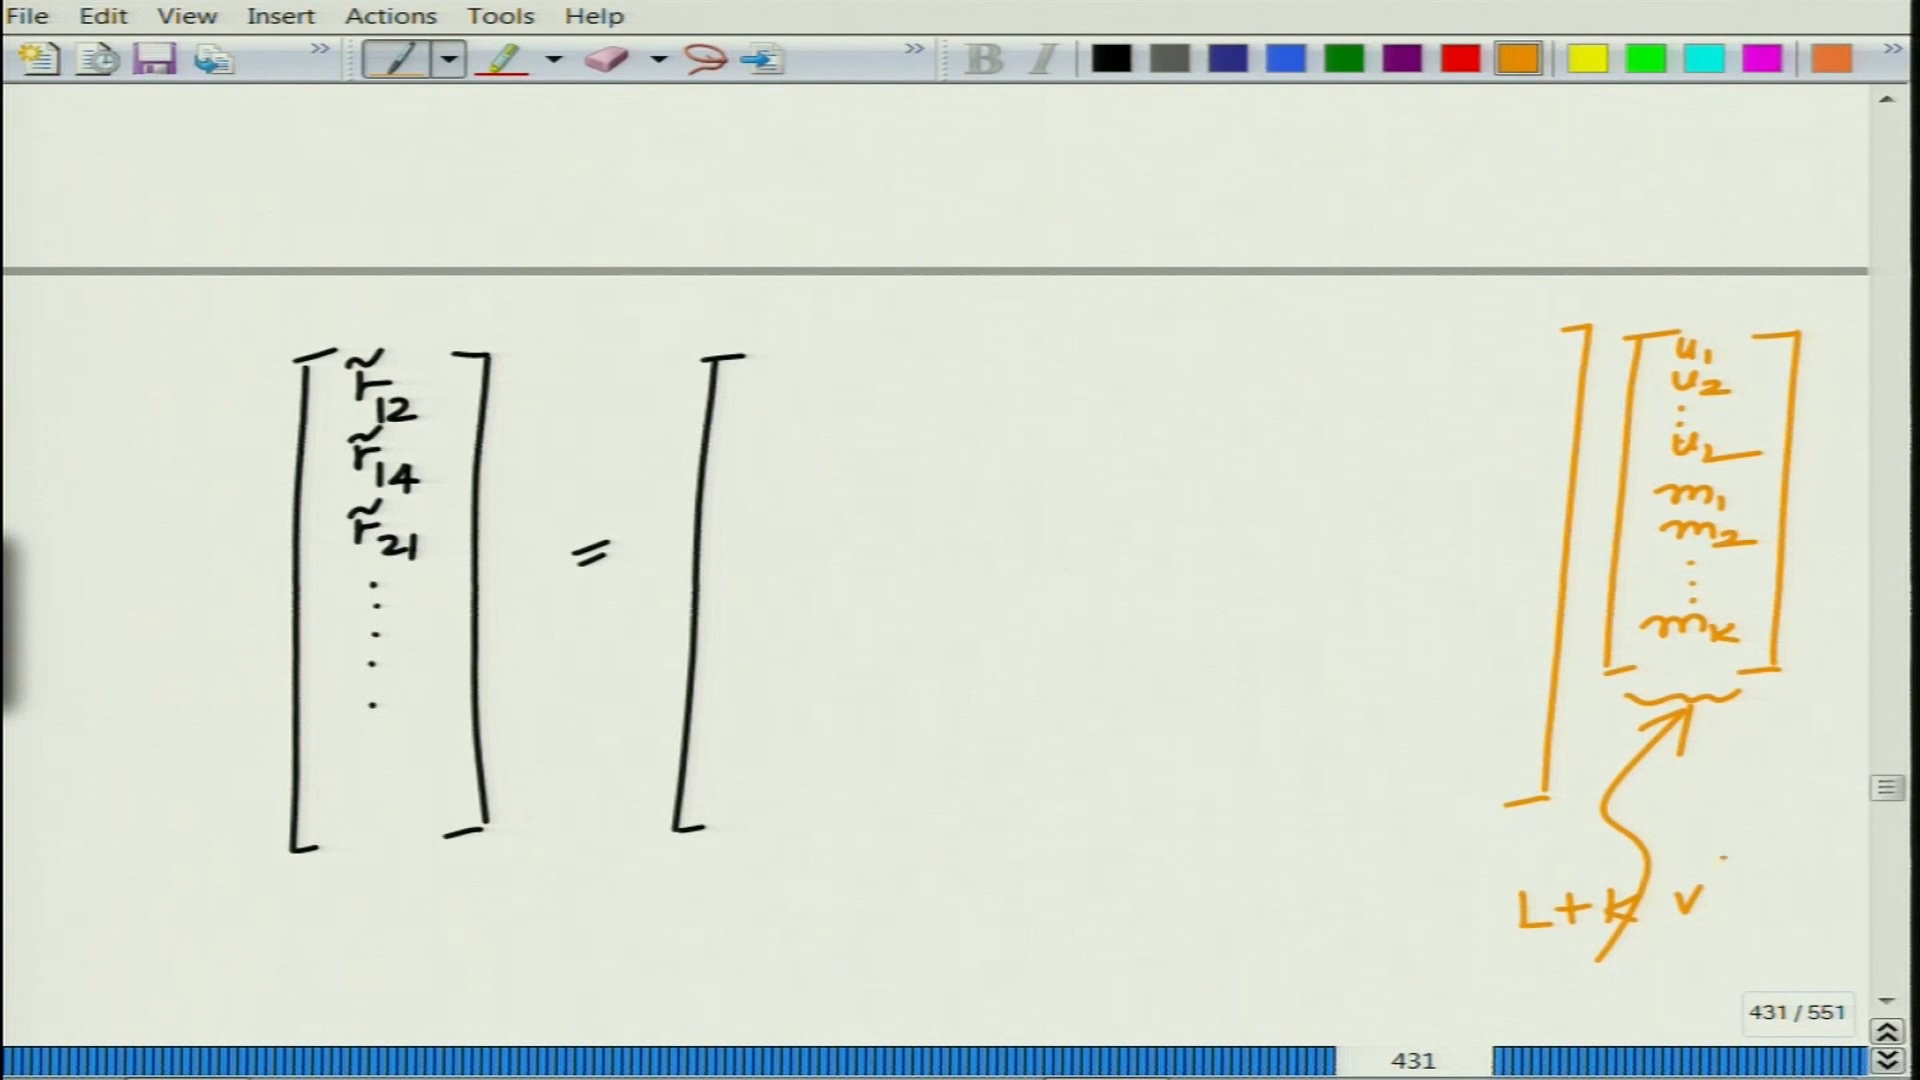 File Edit View Insert Actions Tools Help
B I
r̃12
r̃14
r̃21
=
u1
u2
uL
m1
m2
mK
L+K v
431 / 551
431